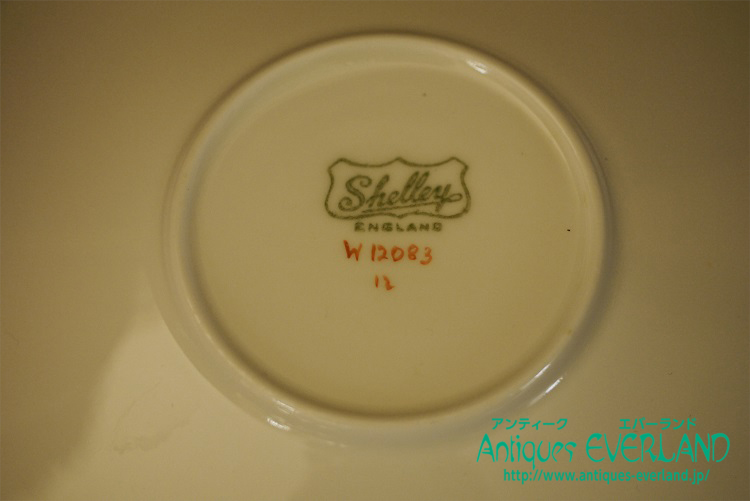 Shelley
ENGLAND
W 12083
12
アンティーク エバーランド
Antiques EVERLAND
http://www.antiques-everland.jp/